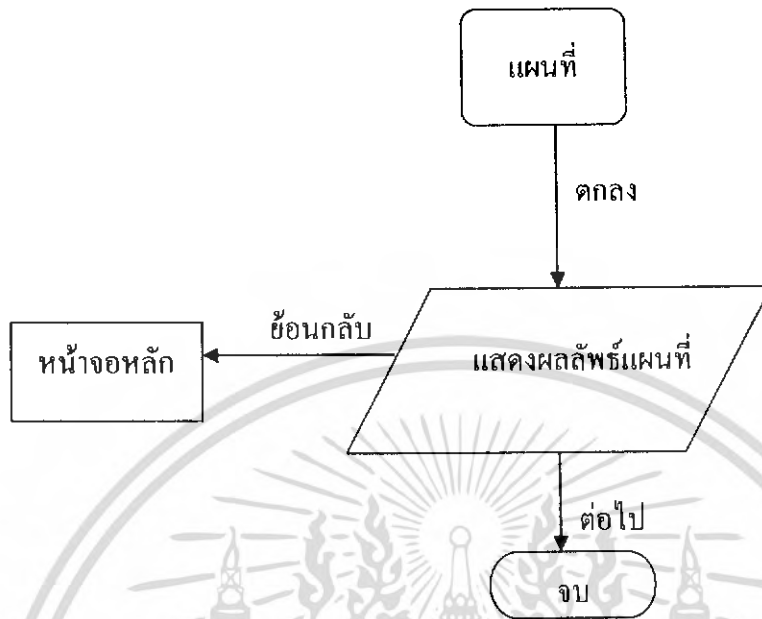 แผนที่
ตกลง
ย้อนกลับ
หน้าจอหลัก
แสดงผลลัพธ์แผนที่
ต่อไป
จบ